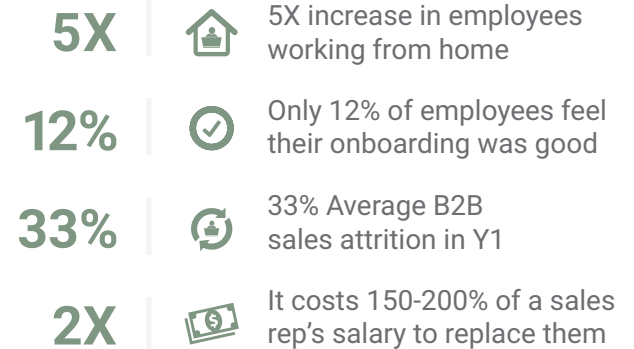 5X
5X increase in employees
working from home
12%
Only 12% of employees feel
their onboarding was good
33%
33% Average B2B
sales attrition in Y1
2X
It costs 150-200% of a sales
rep's salary to replace them